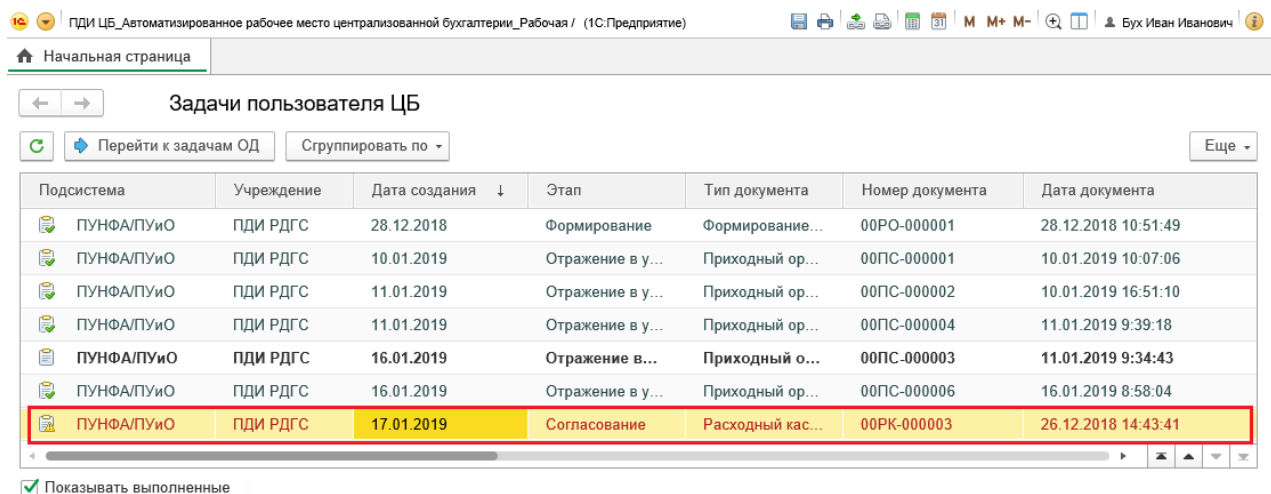 1С ПДИ ЦБ_Автоматизированное рабочее место централизованной бухгалтерии_Рабочая / (1С:Предприятие) 31 M M+ M- Бух Иван Иванович i
Начальная страница
Задачи пользователя ЦБ
Перейти к задачам ОД Сгруппировать по Еще
Подсистема Учреждение Дата создания ↓ Этап Тип документа Номер документа Дата документа
ПУНФА/ПУиО ПДИ РДГС 28.12.2018 Формирование Формирование... 00РО-000001 28.12.2018 10:51:49
ПУНФА/ПУиО ПДИ РДГС 10.01.2019 Отражение в у... Приходный ор... 00ПС-000001 10.01.2019 10:07:06
ПУНФА/ПУиО ПДИ РДГС 11.01.2019 Отражение в у... Приходный ор... 00ПС-000002 10.01.2019 16:51:10
ПУНФА/ПУиО ПДИ РДГС 11.01.2019 Отражение в у... Приходный ор... 00ПС-000004 11.01.2019 9:39:18
ПУНФА/ПУиО ПДИ РДГС 16.01.2019 Отражение в... Приходный о... 00ПС-000003 11.01.2019 9:34:43
ПУНФА/ПУиО ПДИ РДГС 16.01.2019 Отражение в у... Приходный ор... 00ПС-000006 16.01.2019 8:58:04
ПУНФА/ПУиО ПДИ РДГС 17.01.2019 Согласование Расходный кас... 00РК-000003 26.12.2018 14:43:41
Показывать выполненные